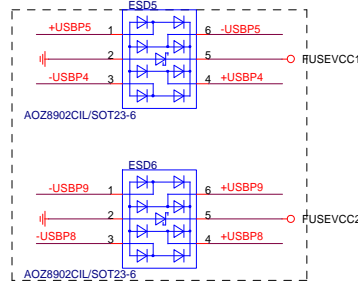 ESD5
+USBP5 1 6 -USBP5
2 5 FUSEVCC1
-USBP4 3 4 +USBP4
AOZ8902CIL/SOT23-6
ESD6
-USBP9 1 6 +USBP9
2 5 FUSEVCC2
-USBP8 3 4 +USBP8
AOZ8902CIL/SOT23-6